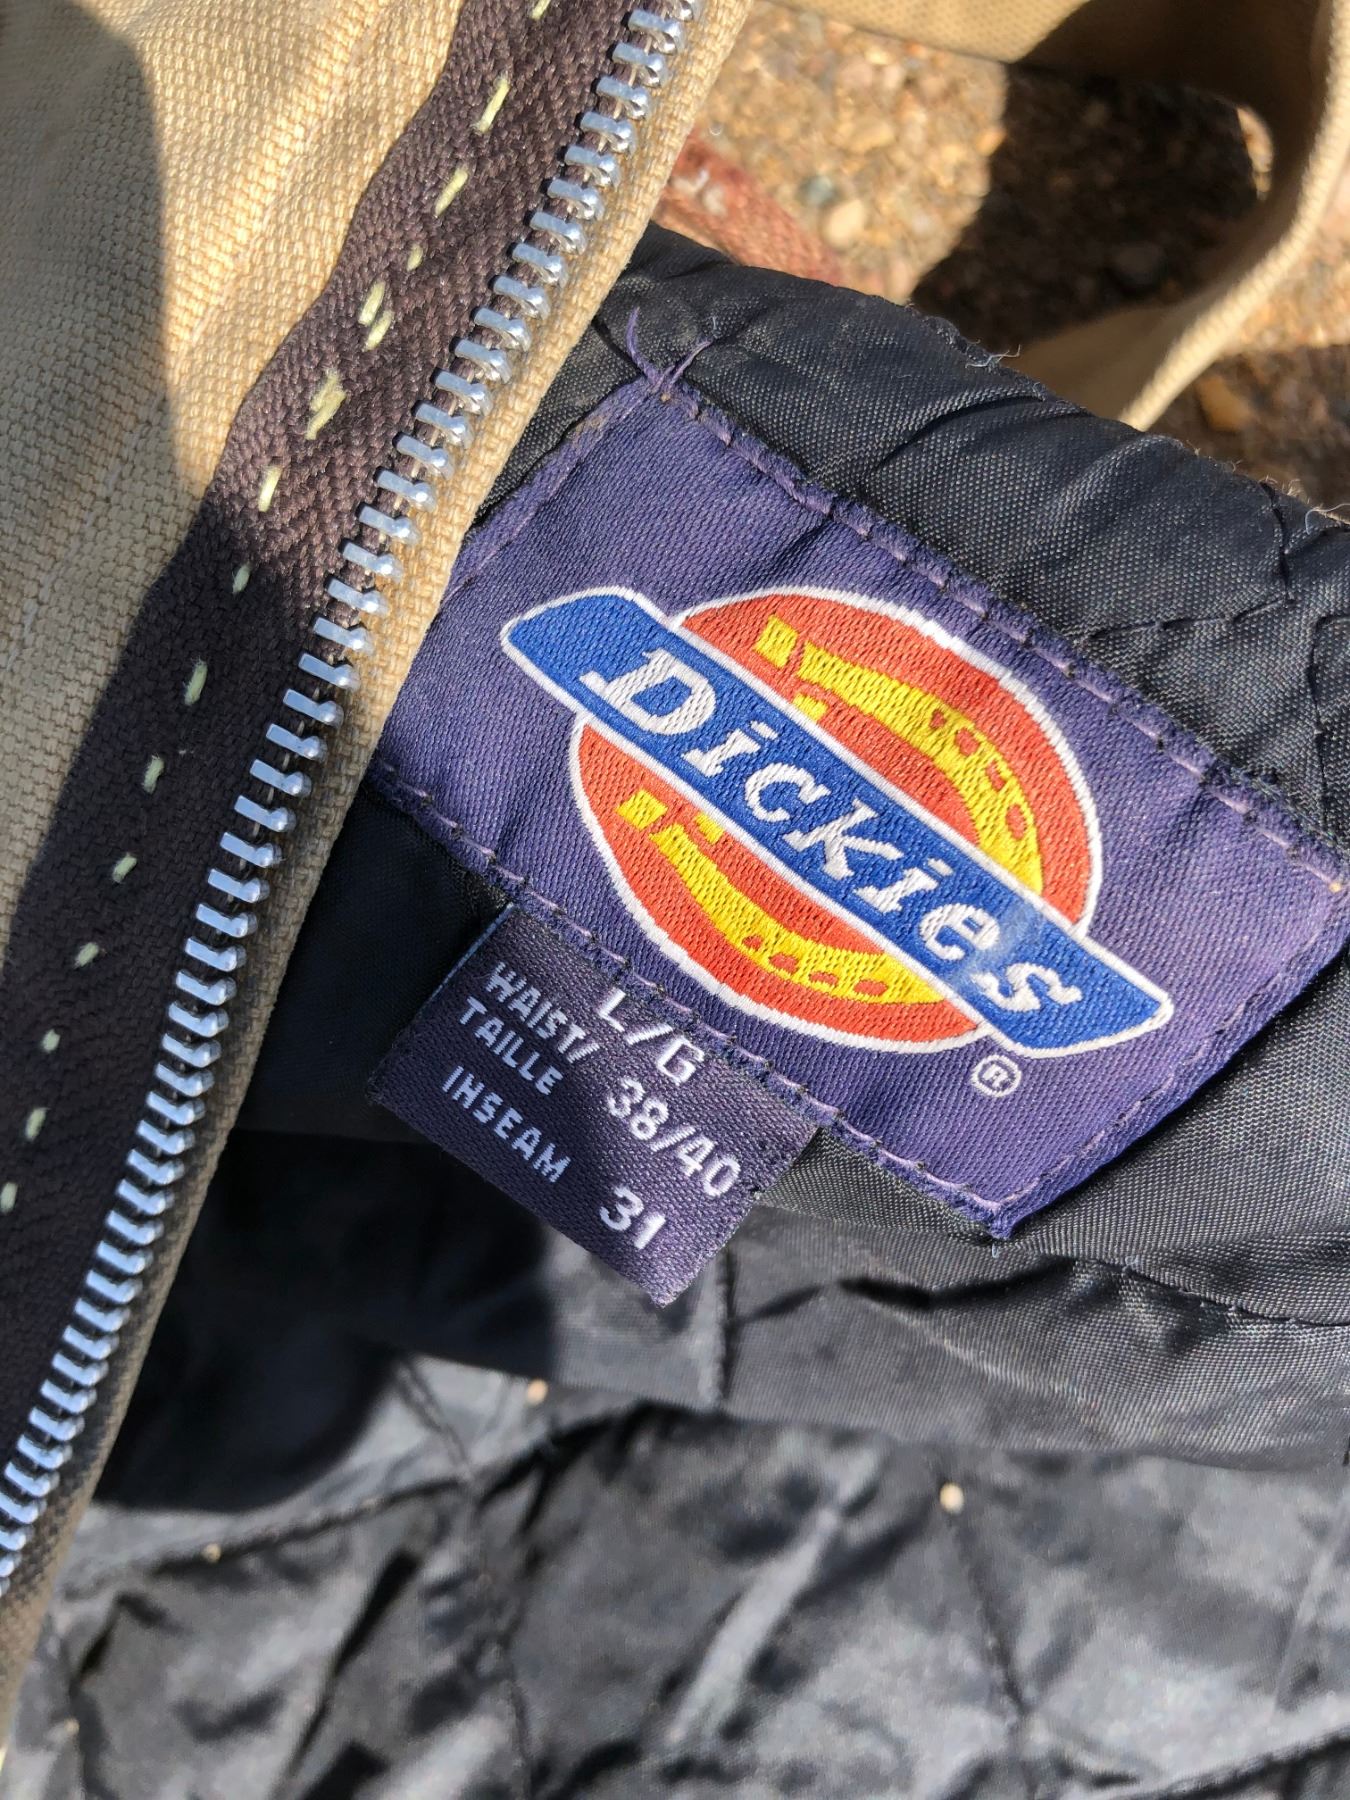 Dickies
®
L/G
WAIST/
TAILLE 38/40
INSEAM 31